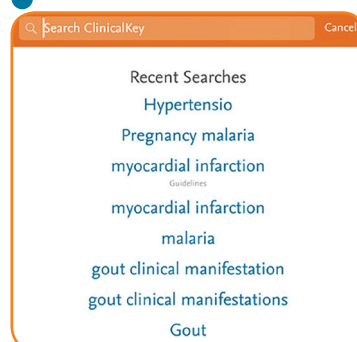 Search ClinicalKey
Cancel
Recent Searches
Hypertensio
Pregnancy malaria
myocardial infarction
Guidelines
myocardial infarction
malaria
gout clinical manifestation
gout clinical manifestations
Gout